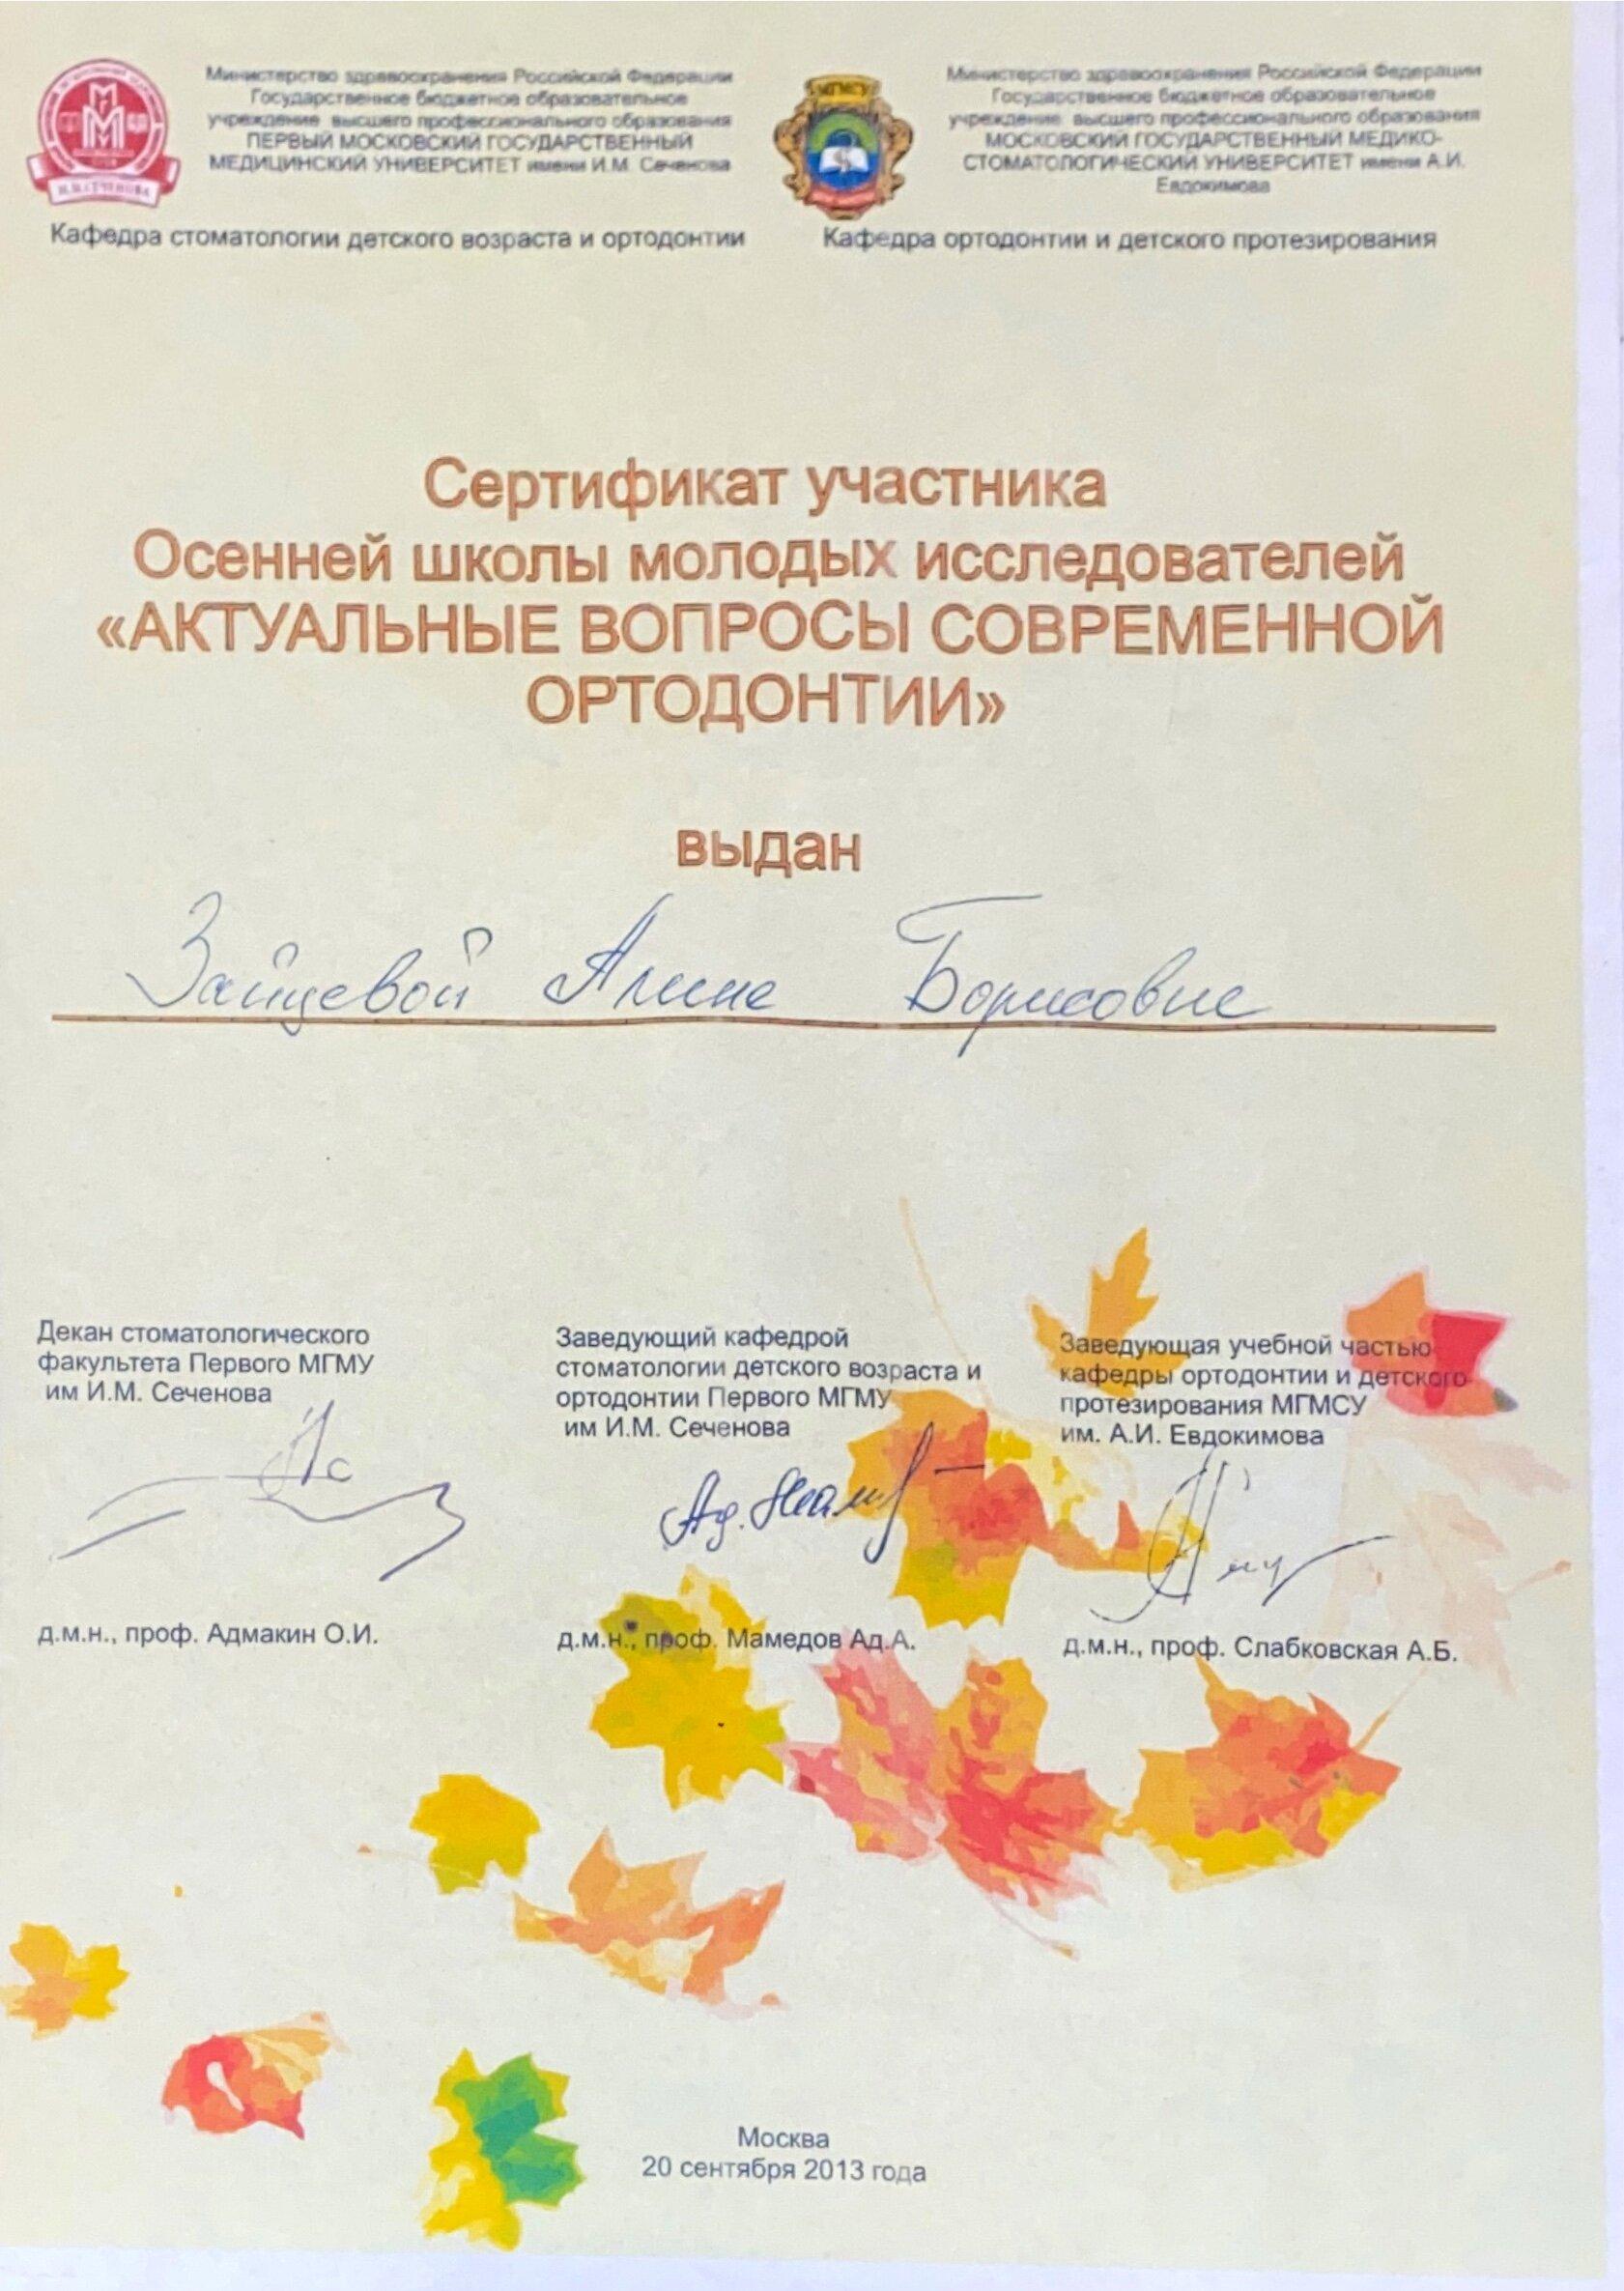 Министерство здравоохранения Российской Федерации
Государственное бюджетное образовательное
учреждение высшего профессионального образования
ПЕРВЫЙ МОСКОВСКИЙ ГОСУДАРСТВЕННЫЙ
МЕДИЦИНСКИЙ УНИВЕРСИТЕТ имени И.М. Сеченова
Кафедра стоматологии детского возраста и ортодонтии
И.М.СЕЧЕНОВА
МГМСУ
Министерство здравоохранения Российской Федерации
Государственное бюджетное образовательное
учреждение высшего профессионального образования
МОСКОВСКИЙ ГОСУДАРСТВЕННЫЙ МЕДИКО-
СТОМАТОЛОГИЧЕСКИЙ УНИВЕРСИТЕТ имени А.И.
Евдокимова
Кафедра ортодонтии и детского протезирования
Сертификат участника
Осенней школы молодых исследователей
«АКТУАЛЬНЫЕ ВОПРОСЫ СОВРЕМЕННОЙ
ОРТОДОНТИИ»
выдан
Зайцевой Алине Борисовне
Декан стоматологического
факультета Первого МГМУ
им И.М. Сеченова
д.м.н., проф. Адмакин О.И.
Заведующий кафедрой
стоматологии детского возраста и
ортодонтии Первого МГМУ
им И.М. Сеченова
д.м.н., проф. Мамедов Ад.А.
Заведующая учебной частью
кафедры ортодонтии и детского
протезирования МГМСУ
им. А.И. Евдокимова
д.м.н., проф. Слабковская А.Б.
Москва
20 сентября 2013 года